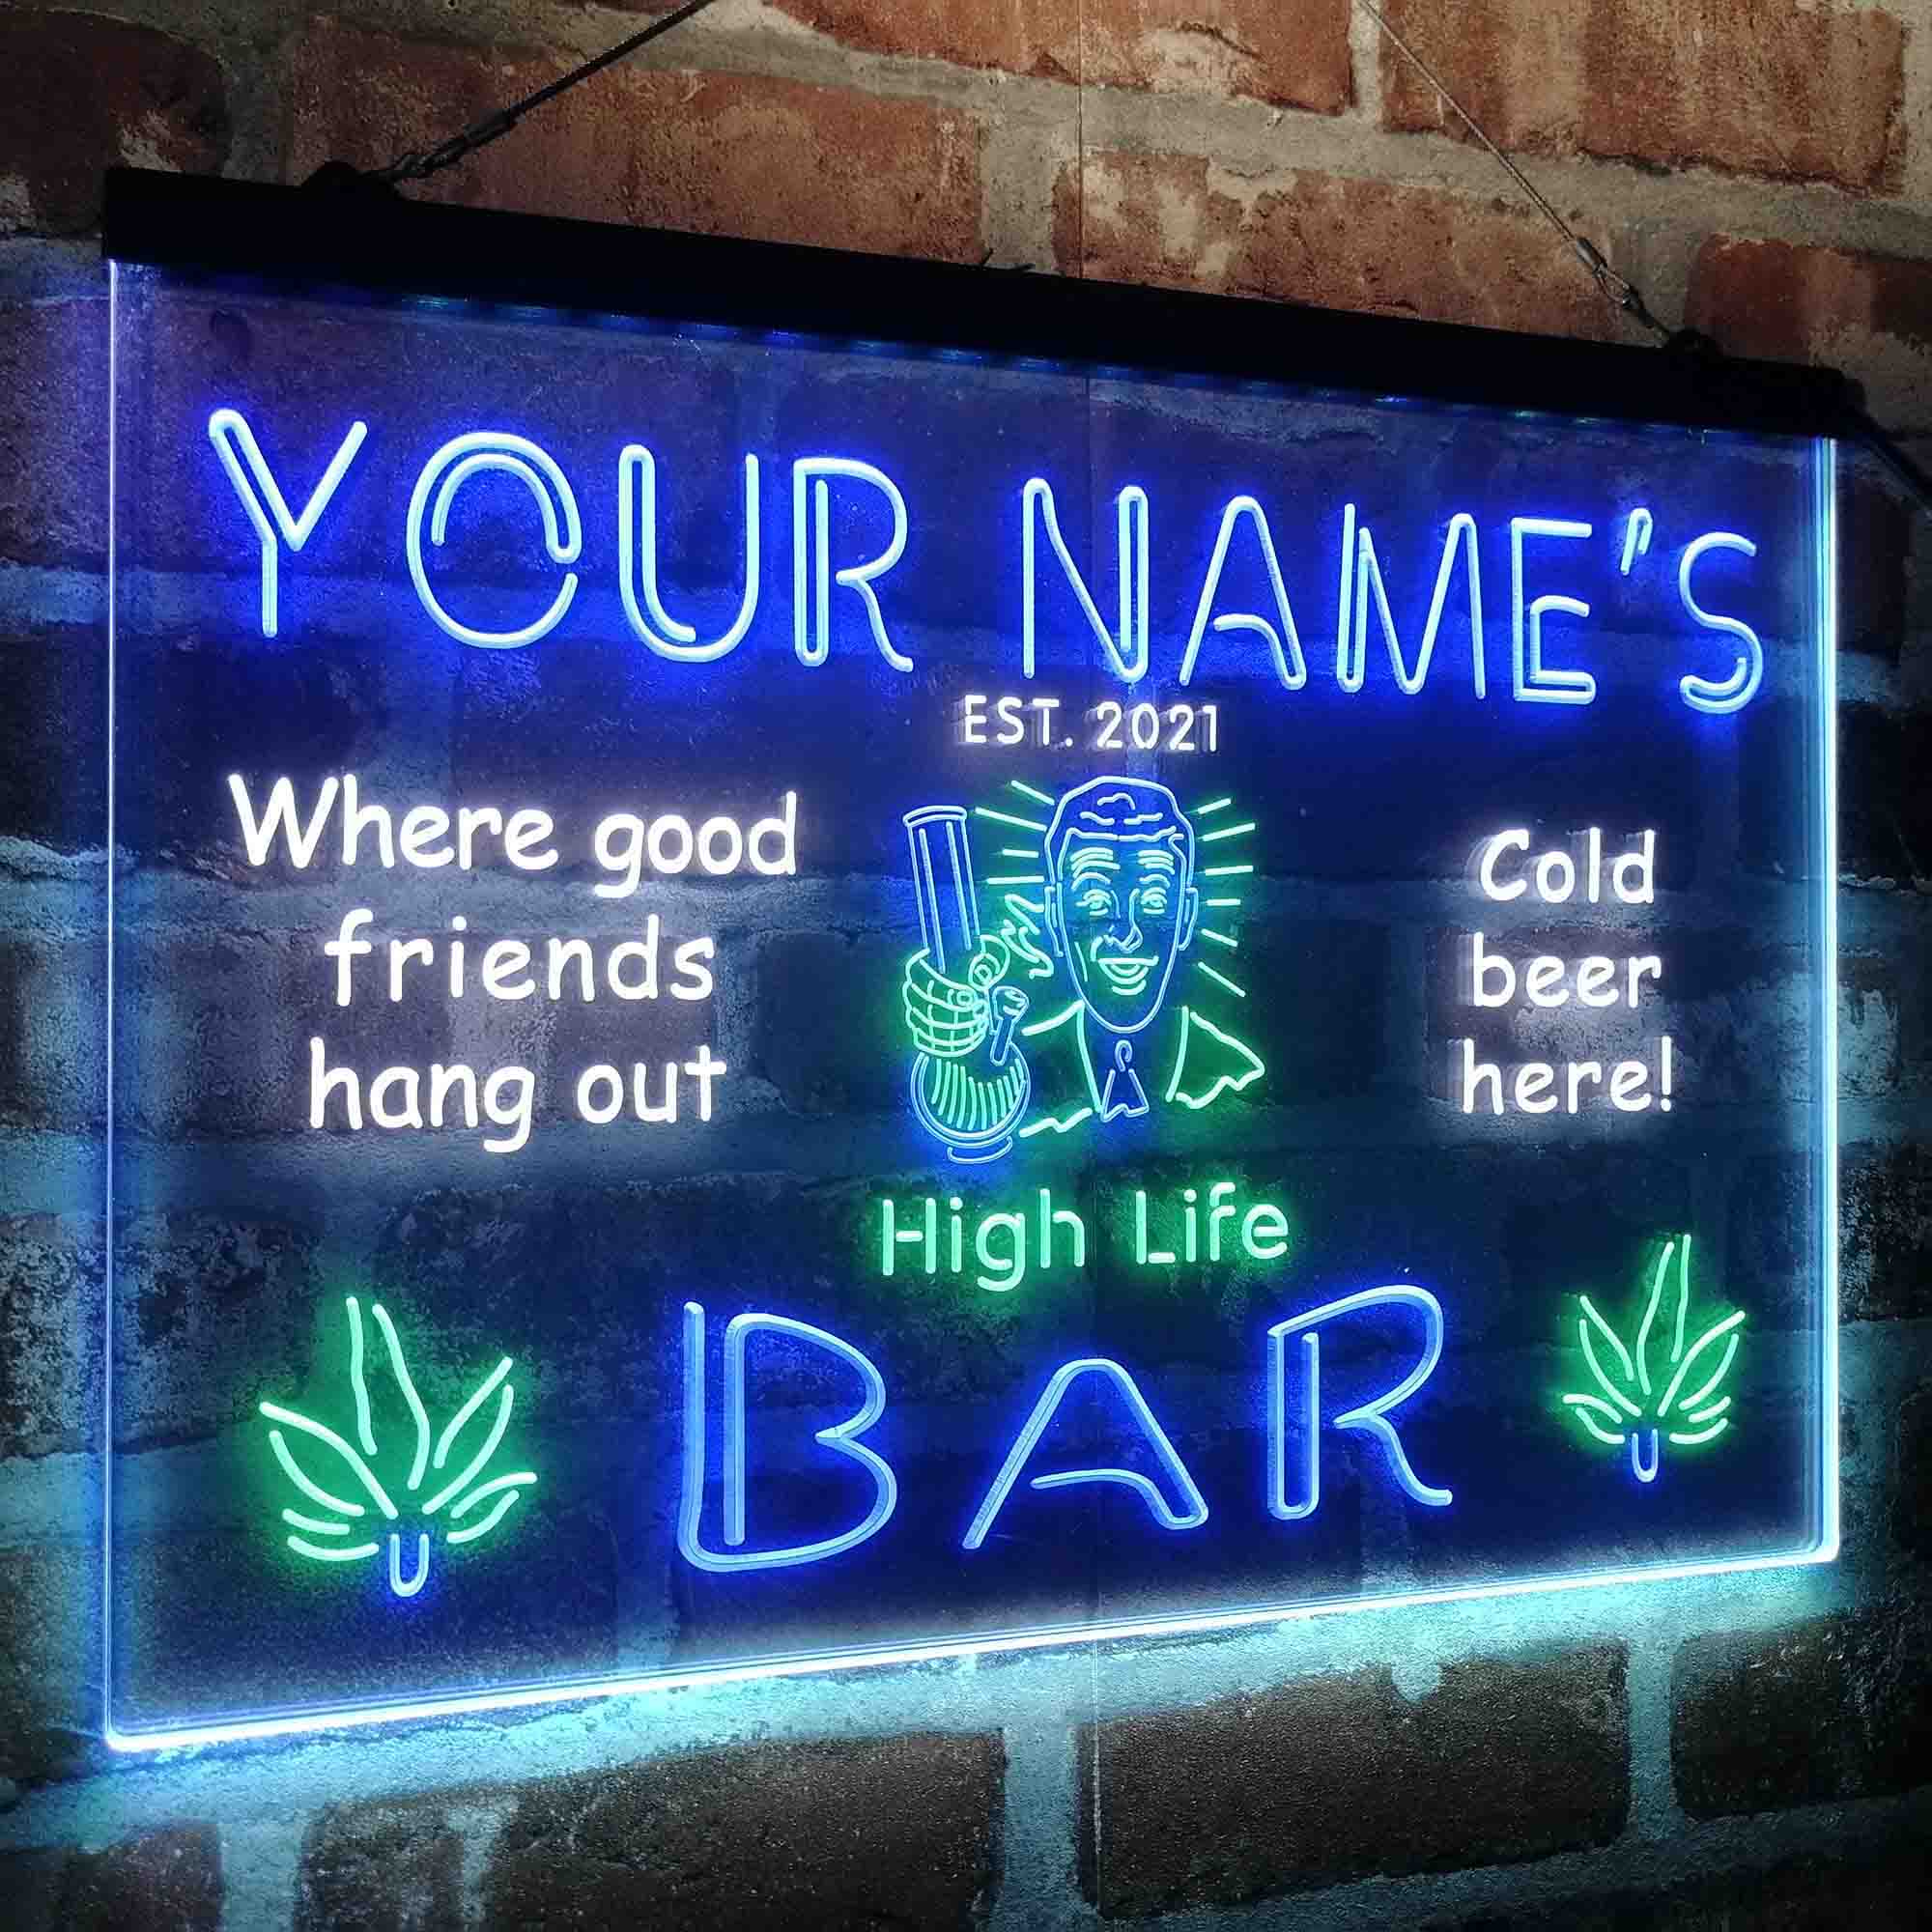 YOUR NAME'S
EST. 2021
Where good
friends
hang out
Cold
beer
here!
High Life
BAR